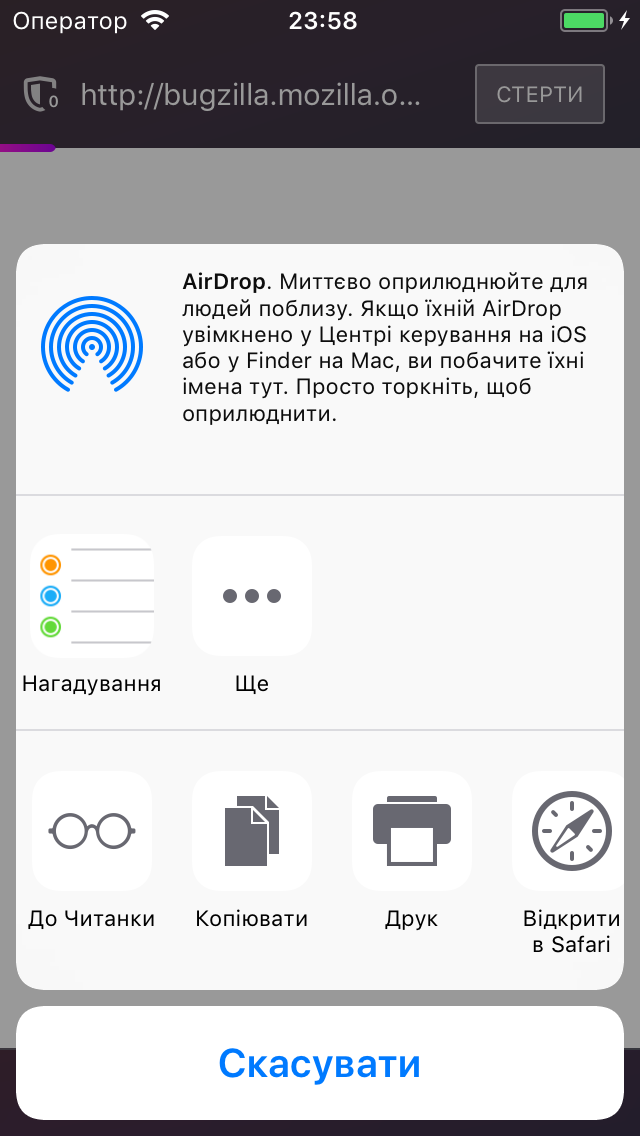 Оператор 23:58
0 http://bugzilla.mozilla.o... СТЕРТИ
AirDrop. Миттєво оприлюднюйте для
людей поблизу. Якщо їхній AirDrop
увімкнено у Центрі керування на iOS
або у Finder на Mac, ви побачите їхні
імена тут. Просто торкніть, щоб
оприлюднити.
Нагадування Ще
До Читанки Копіювати Друк Відкрити
в Safari
Скасувати